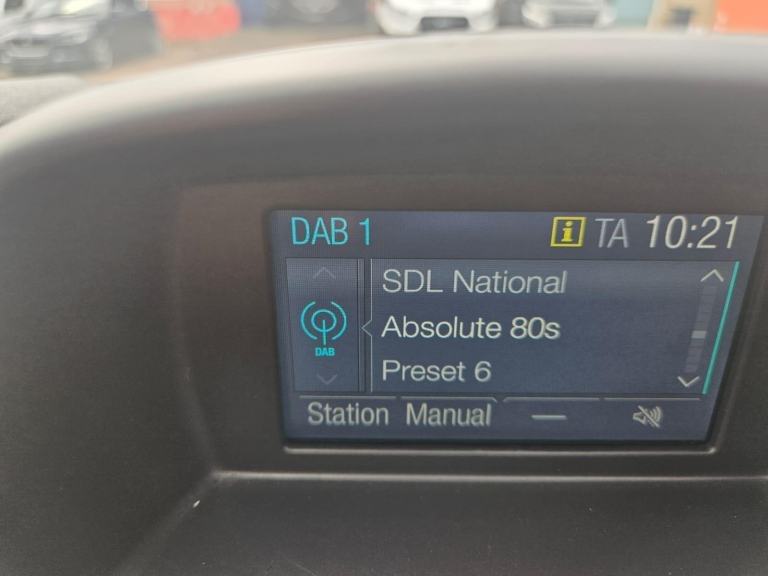 DAB 1 i TA 10:21
SDL National
Absolute 80s
DAB
Preset 6
Station Manual